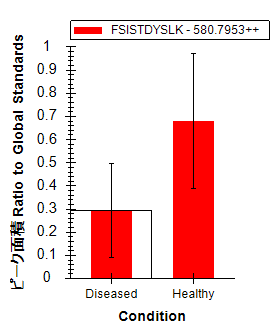 FSISTDYSLK - 580.7953++
1
0.9
0.8
0.7
0.6
0.5
0.4
0.3
0.2
0.1
0
ピーク面積 Ratio to Global Standards
Diseased
Healthy
Condition